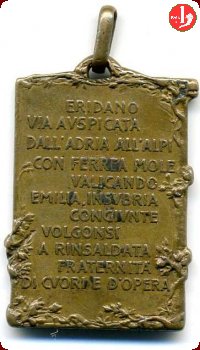 ERIDANO
VIA AVSPICATA
DALL'ADRIA ALL'ALPI
CON FERREA MOLE
VALICANDO
EMILIA, INSVBRIA
CONGIVNTE
VOLGONSI
A RINSALDATA
FRATERNITÀ
DI CVORI E D'OPERA